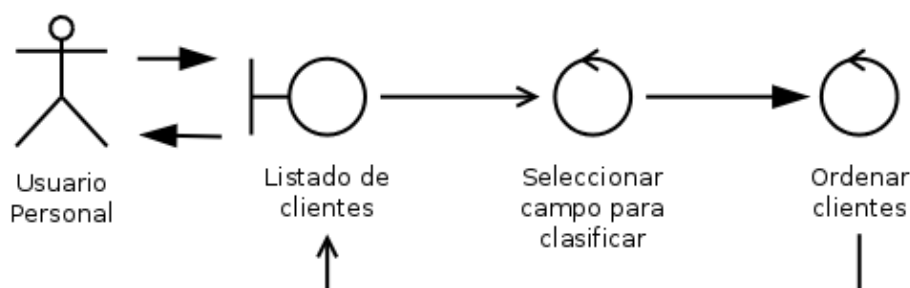 Usuario
Personal
Listado de
clientes
Seleccionar
campo para
clasificar
Ordenar
clientes